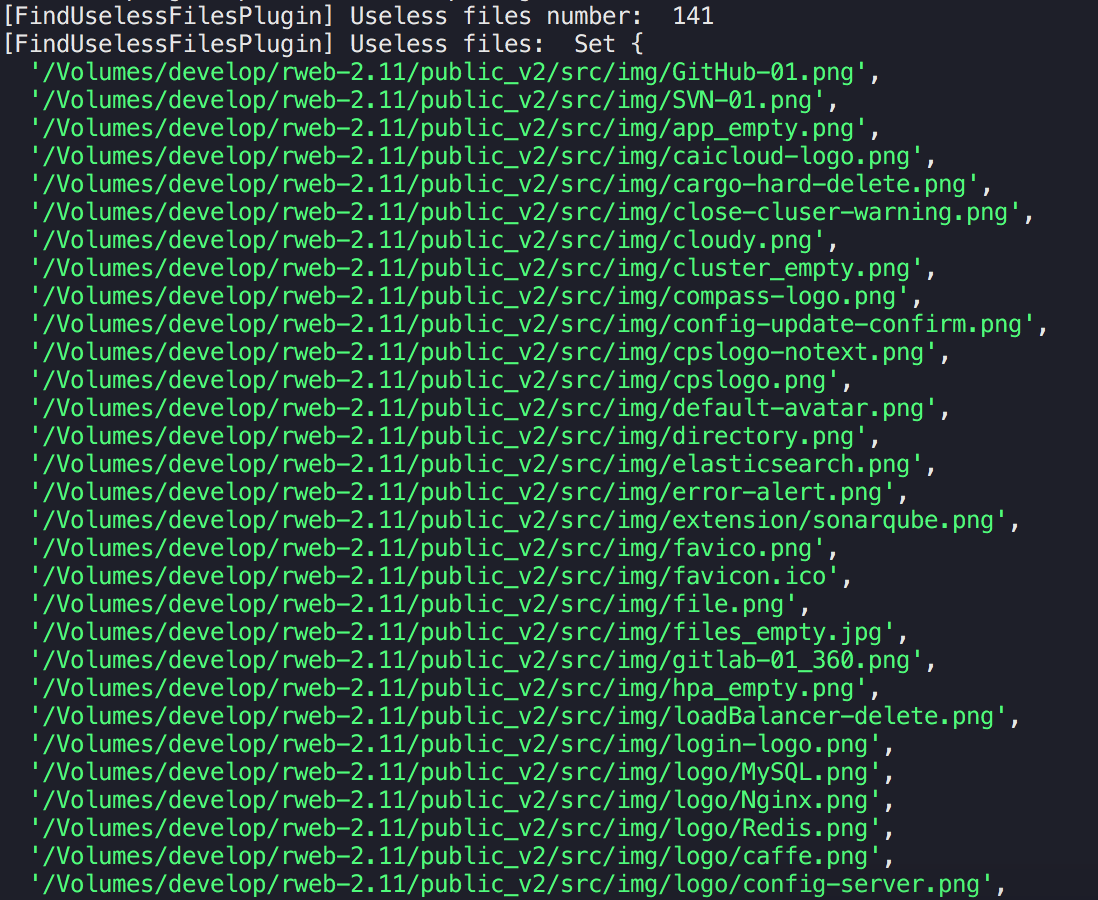 [FindUselessFilesPlugin] Useless files number:  141
[FindUselessFilesPlugin] Useless files:  Set {
  '/Volumes/develop/rweb-2.11/public_v2/src/img/GitHub-01.png',
  '/Volumes/develop/rweb-2.11/public_v2/src/img/SVN-01.png',
  '/Volumes/develop/rweb-2.11/public_v2/src/img/app_empty.png',
  '/Volumes/develop/rweb-2.11/public_v2/src/img/caicloud-logo.png',
  '/Volumes/develop/rweb-2.11/public_v2/src/img/cargo-hard-delete.png',
  '/Volumes/develop/rweb-2.11/public_v2/src/img/close-cluser-warning.png',
  '/Volumes/develop/rweb-2.11/public_v2/src/img/cloudy.png',
  '/Volumes/develop/rweb-2.11/public_v2/src/img/cluster_empty.png',
  '/Volumes/develop/rweb-2.11/public_v2/src/img/compass-logo.png',
  '/Volumes/develop/rweb-2.11/public_v2/src/img/config-update-confirm.png',
  '/Volumes/develop/rweb-2.11/public_v2/src/img/cpslogo-notext.png',
  '/Volumes/develop/rweb-2.11/public_v2/src/img/cpslogo.png',
  '/Volumes/develop/rweb-2.11/public_v2/src/img/default-avatar.png',
  '/Volumes/develop/rweb-2.11/public_v2/src/img/directory.png',
  '/Volumes/develop/rweb-2.11/public_v2/src/img/elasticsearch.png',
  '/Volumes/develop/rweb-2.11/public_v2/src/img/error-alert.png',
  '/Volumes/develop/rweb-2.11/public_v2/src/img/extension/sonarqube.png',
  '/Volumes/develop/rweb-2.11/public_v2/src/img/favico.png',
  '/Volumes/develop/rweb-2.11/public_v2/src/img/favicon.ico',
  '/Volumes/develop/rweb-2.11/public_v2/src/img/file.png',
  '/Volumes/develop/rweb-2.11/public_v2/src/img/files_empty.jpg',
  '/Volumes/develop/rweb-2.11/public_v2/src/img/gitlab-01_360.png',
  '/Volumes/develop/rweb-2.11/public_v2/src/img/hpa_empty.png',
  '/Volumes/develop/rweb-2.11/public_v2/src/img/loadBalancer-delete.png',
  '/Volumes/develop/rweb-2.11/public_v2/src/img/login-logo.png',
  '/Volumes/develop/rweb-2.11/public_v2/src/img/logo/MySQL.png',
  '/Volumes/develop/rweb-2.11/public_v2/src/img/logo/Nginx.png',
  '/Volumes/develop/rweb-2.11/public_v2/src/img/logo/Redis.png',
  '/Volumes/develop/rweb-2.11/public_v2/src/img/logo/caffe.png',
  '/Volumes/develop/rweb-2.11/public_v2/src/img/logo/config-server.png',